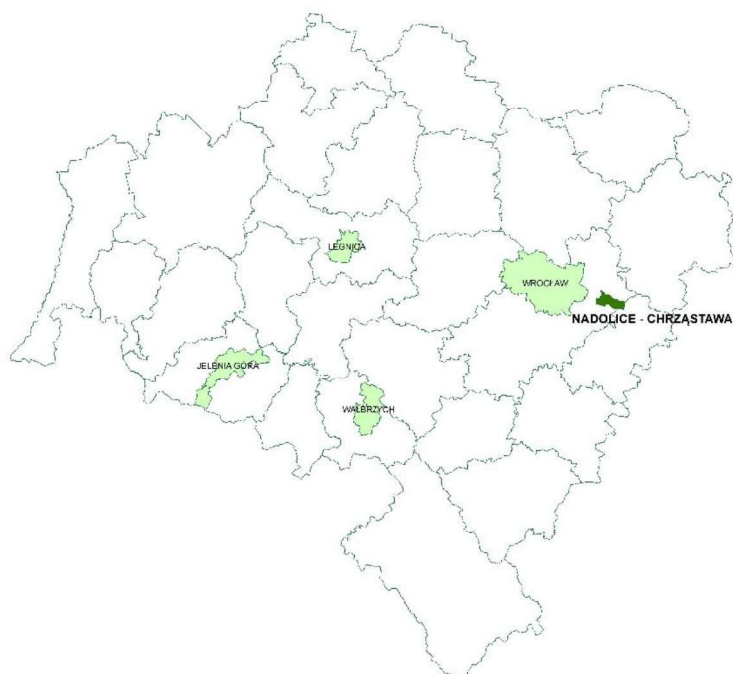 LEGNICA
WROCŁAW
NADOLICE - CHRZĄSTAWA
JELENIA GÓRA
WAŁBRZYCH